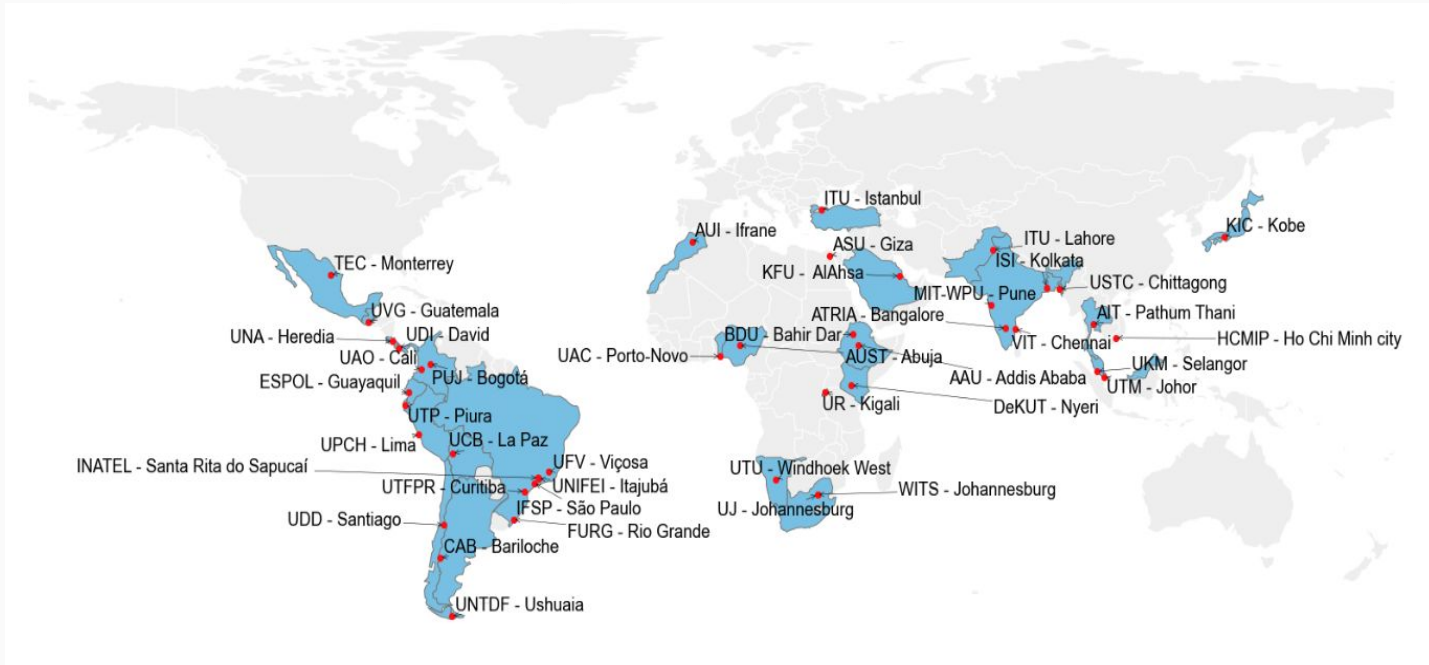 ITU - Istanbul
AUI - Ifrane
KIC - Kobe
ASU - Giza
ITU - Lahore
TEC - Monterrey
ISI - Kolkata
KFU - AlAhsa
USTC - Chittagong
MIT-WPU - Pune
UVG - Guatemala
ATRIA - Bangalore
AIT - Pathum Thani
UNA - Heredia
UDI - David
BDU - Bahir Dar
VIT - Chennai
HCMIP - Ho Chi Minh city
UAO - Cali
UAC - Porto-Novo
AUST - Abuja
UKM - Selangor
PUJ - Bogotá
AAU - Addis Ababa
UTM - Johor
ESPOL - Guayaquil
UR - Kigali
DeKUT - Nyeri
UTP - Piura
UPCH - Lima
UCB - La Paz
INATEL - Santa Rita do Sapucaí
UFV - Viçosa
UTU - Windhoek West
UTFPR - Curitiba
UNIFEI - Itajubá
WITS - Johannesburg
IFSP - São Paulo
UJ - Johannesburg
UDD - Santiago
FURG - Rio Grande
CAB - Bariloche
UNTDF - Ushuaia